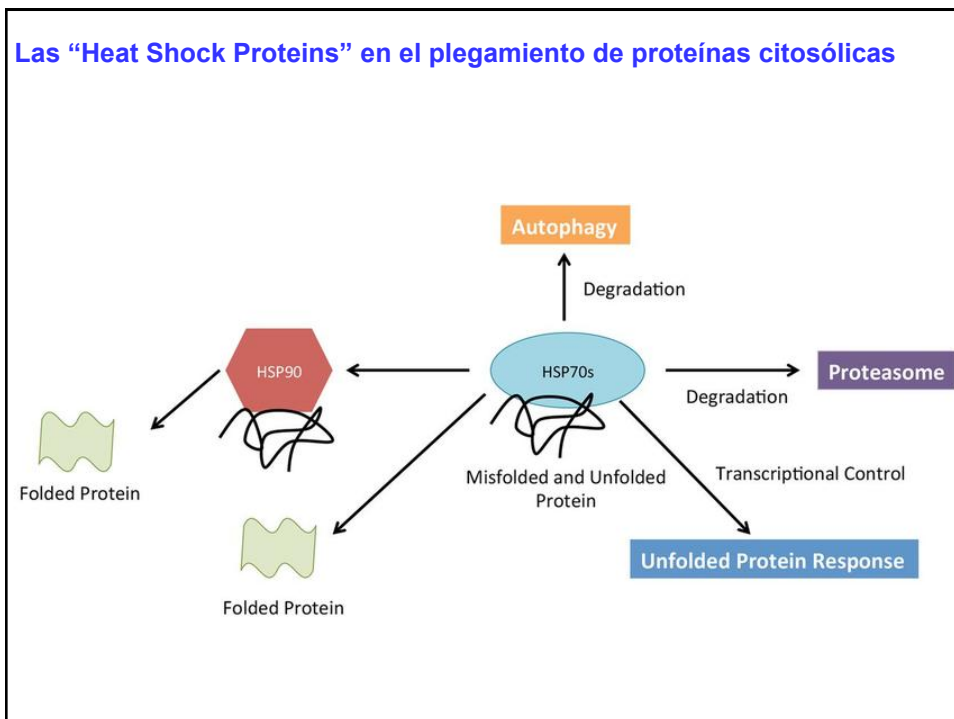 Las “Heat Shock Proteins” en el plegamiento de proteínas citosólicas
Autophagy
Degradation
HSP90
HSP70s
Proteasome
Degradation
Misfolded and Unfolded
Protein
Transcriptional Control
Folded Protein
Unfolded Protein Response
Folded Protein